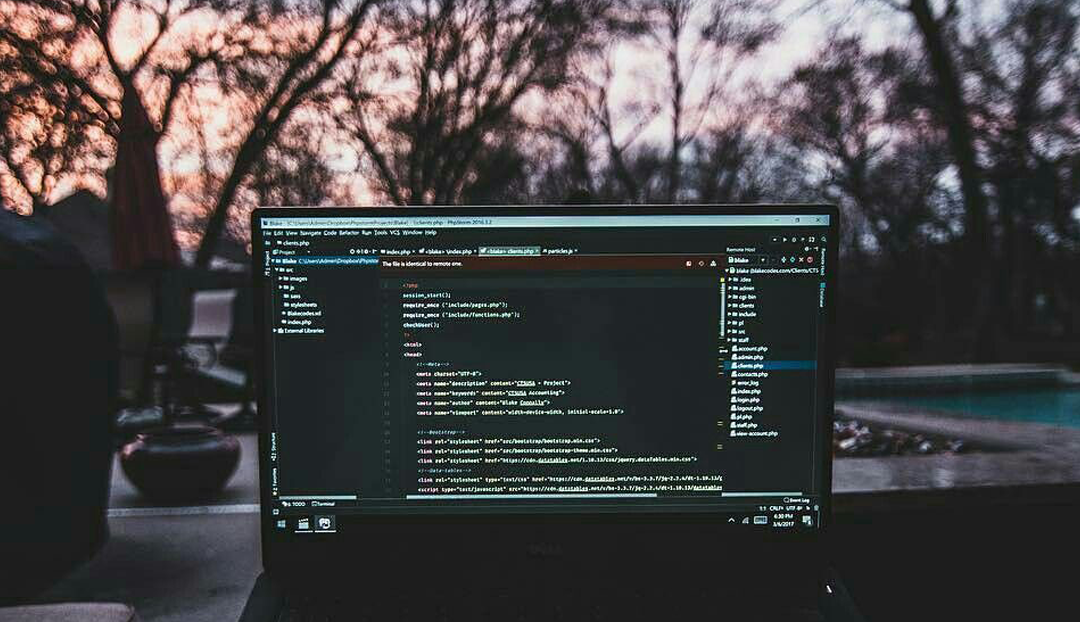 Blake - [C:\Users\Admin\Dropbox\PhpstormProjects\Blake] - \clients.php - PhpStorm 2016.3.2
File Edit View Navigate Code Refactor Run Tools VCS Window Help
clients.php
Project
index.php × <blake> \index.php × <blake> clients.php × particles.js ×
Remote Host
Blake C:\Users\Admin\Dropbox\Phpstor
The file is identical to remote one.
Blake
src
images
js
sass
stylesheets
Blakecodes.xd
index.php
External Libraries
<?php
session_start();
require_once ("include/pages.php");
require_once ("include/functions.php");
checkUser();
?>
<html>
<head>
<!--Meta-->
<meta charset="UTF-8">
<meta name="description" content="CTSUSA - Project">
<meta name="keywords" content="CTSUSA Accounting">
<meta name="author" content="Blake Connally">
<meta name="viewport" content="width=device-width, initial-scale=1.0">
<!--Bootstrap-->
<link rel="stylesheet" href="src/bootstrap/bootstrap.min.css">
<link rel="stylesheet" href="src/bootstrap/bootstrap-theme.min.css">
<link rel="stylesheet" href="https://cdn.datatables.net/1.10.13/css/jquery.dataTables.min.css">
<!--Data-tables-->
<link rel="stylesheet" type="text/css" href="https://cdn.datatables.net/v/bs-3.3.7/jq-2.2.4/dt-1.10.13/
<script type="text/javascript" src="https://cdn.datatables.net/v/bs-3.3.7/jq-2.2.4/dt-1.10.13/datatables
blake (blakecodes.com/Clients/CTS
.idea
admin
cgi-bin
clients
include
pl
src
staff
account.php
admin.php
clients.php
contacts.php
error_log
index.php
login.php
logout.php
pl.php
staff.php
view-account.php
Remote Host
Database
Project
Structure
Favorites
6: TODO Terminal
Event Log
1:1 CRLF UTF-8
6:30 PM
3/6/2017
DELL